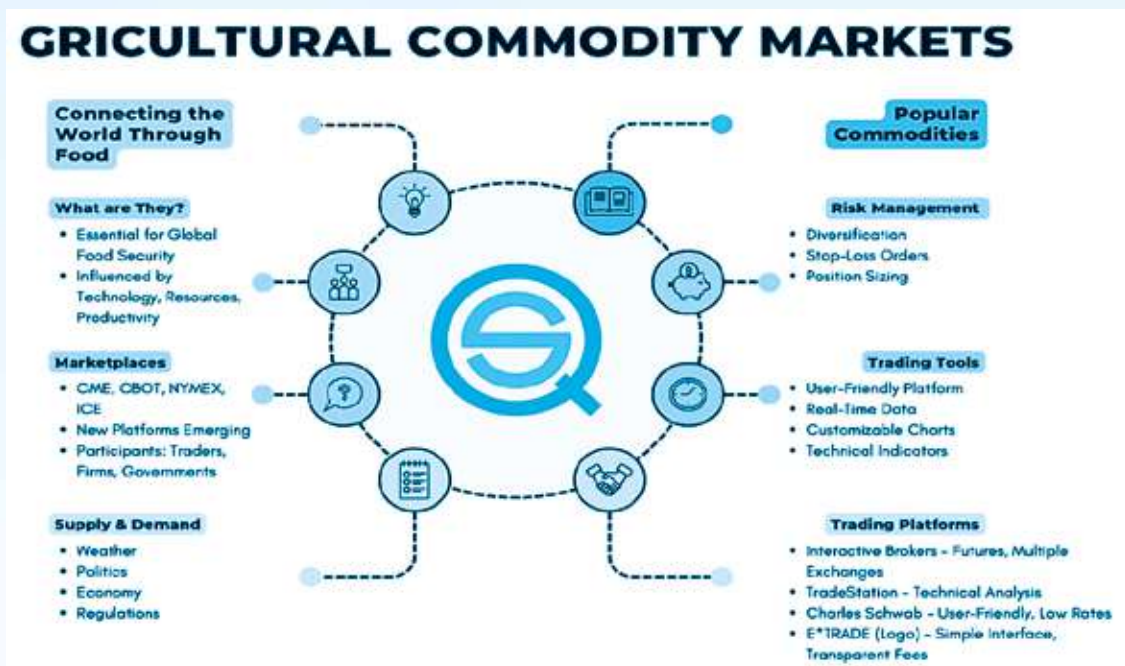 GRICULTURAL COMMODITY MARKETS
Connecting the
World Through
Food
What are They?
• Essential for Global
Food Security
• Influenced by
Technology, Resources,
Productivity
Marketplaces
• CME, CBOT, NYMEX,
ICE
• New Platforms Emerging
• Participants: Traders,
Firms, Governments
Supply & Demand
• Weather
• Politics
• Economy
• Regulations
Popular
Commodities
Risk Management
• Diversification
• Stop-Loss Orders
• Position Sizing
Trading Tools
• User-Friendly Platform
• Real-Time Data
• Customizable Charts
• Technical Indicators
Trading Platforms
• Interactive Brokers - Futures, Multiple
Exchanges
• TradeStation - Technical Analysis
• Charles Schwab - User-Friendly, Low Rates
• E*TRADE (Logo) - Simple Interface,
Transparent Fees